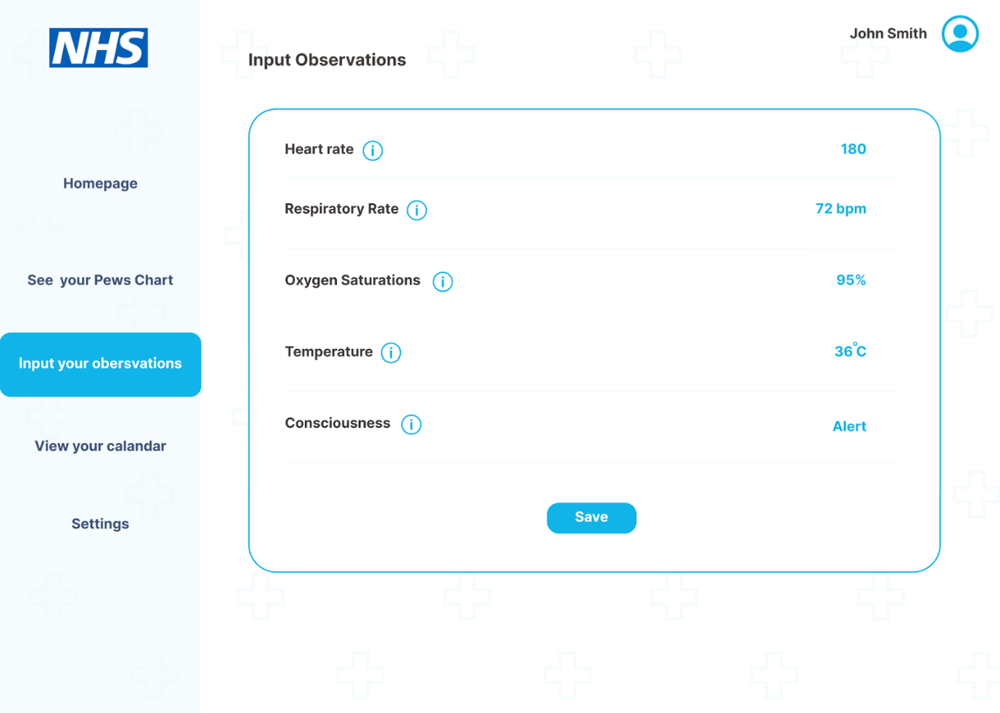 NHS
John Smith
Input Observations
Heart rate i 180
Homepage
Respiratory Rate i 72 bpm
See your Pews Chart
Oxygen Saturations i 95%
Temperature i 36°C
Input your obersvations
Consciousness i Alert
View your calandar
Save
Settings